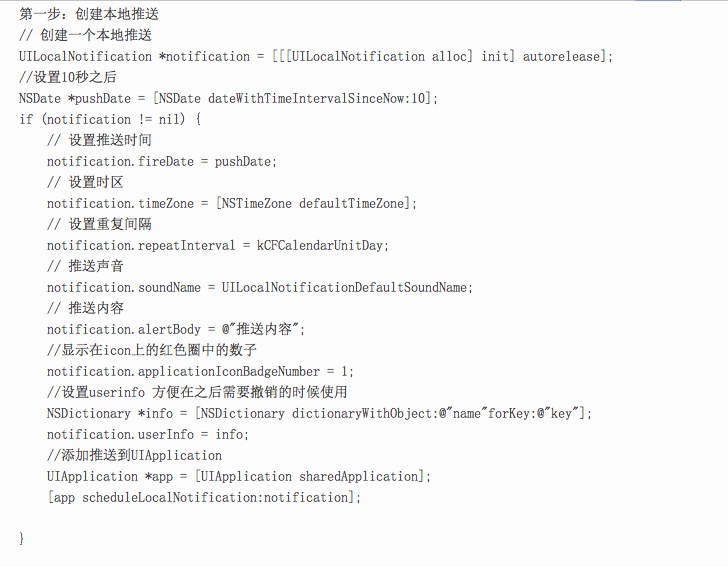 第一步：创建本地推送
// 创建一个本地推送
UILocalNotification *notification = [[[UILocalNotification alloc] init] autorelease];
//设置10秒之后
NSDate *pushDate = [NSDate dateWithTimeIntervalSinceNow:10];
if (notification != nil) {
    // 设置推送时间
    notification.fireDate = pushDate;
    // 设置时区
    notification.timeZone = [NSTimeZone defaultTimeZone];
    // 设置重复间隔
    notification.repeatInterval = kCFCalendarUnitDay;
    // 推送声音
    notification.soundName = UILocalNotificationDefaultSoundName;
    // 推送内容
    notification.alertBody = @"推送内容";
    //显示在icon上的红色圈中的数子
    notification.applicationIconBadgeNumber = 1;
    //设置userinfo 方便在之后需要撤销的时候使用
    NSDictionary *info = [NSDictionary dictionaryWithObject:@"name"forKey:@"key"];
    notification.userInfo = info;
    //添加推送到UIApplication
    UIApplication *app = [UIApplication sharedApplication];
    [app scheduleLocalNotification:notification];
}